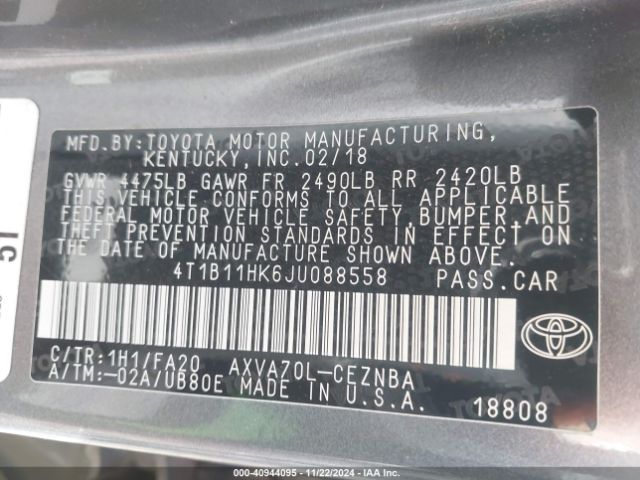 MFD.BY:TOYOTA MOTOR MANUFACTURING,
KENTUCKY,INC.02/18
GVWR 4475LB GAWR FR 2490LB RR 2420LB
THIS VEHICLE CONFORMS TO ALL APPLICABLE
FEDERAL MOTOR VEHICLE SAFETY, BUMPER, AND
THEFT PREVENTION STANDARDS IN EFFECT ON
THE DATE OF MANUFACTURE SHOWN ABOVE.
4T1B11HK6JU088558 PASS.CAR
C/TR:1H1/FA20 AXVA70L-CEZNBA
A/TM:-02A/UB80E MADE IN U.S.A.
18808
000-40944095 - 11/22/2024 - IAA Inc.